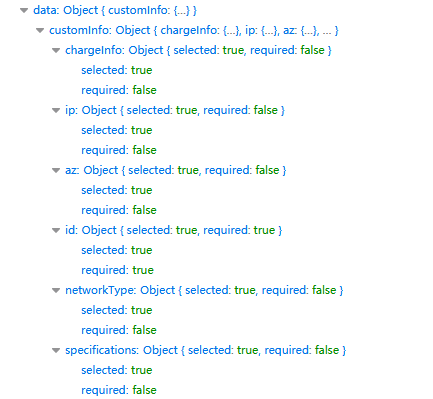 data: Object { customInfo: {…} }
customInfo: Object { chargeInfo: {…}, ip: {…}, az: {…}, … }
chargeInfo: Object { selected: true, required: false }
selected: true
required: false
ip: Object { selected: true, required: false }
selected: true
required: false
az: Object { selected: true, required: false }
selected: true
required: false
id: Object { selected: true, required: true }
selected: true
required: true
networkType: Object { selected: true, required: false }
selected: true
required: false
specifications: Object { selected: true, required: false }
selected: true
required: false